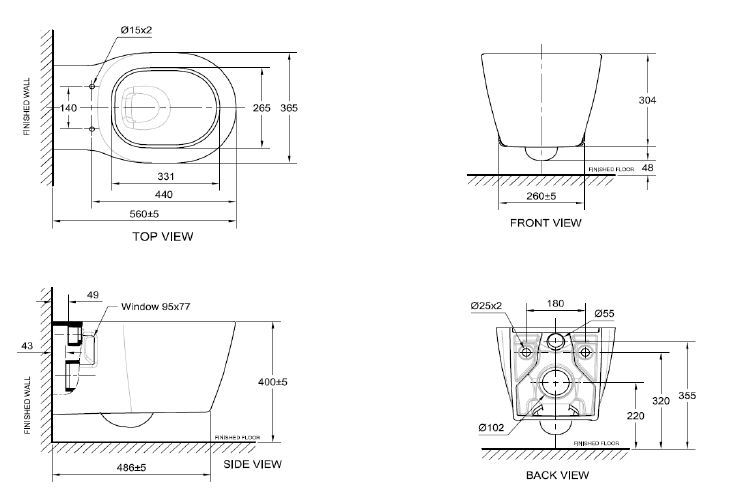 Ø15x2
FINISHED WALL
140
265
365
331
440
560±5
TOP VIEW
304
48
FINISHED FLOOR
260±5
FRONT VIEW
49
Window 95x77
43
FINISHED WALL
400±5
FINISHED FLOOR
486±5
SIDE VIEW
180
Ø25x2
Ø55
355
320
220
Ø102
FINISHED FLOOR
BACK VIEW